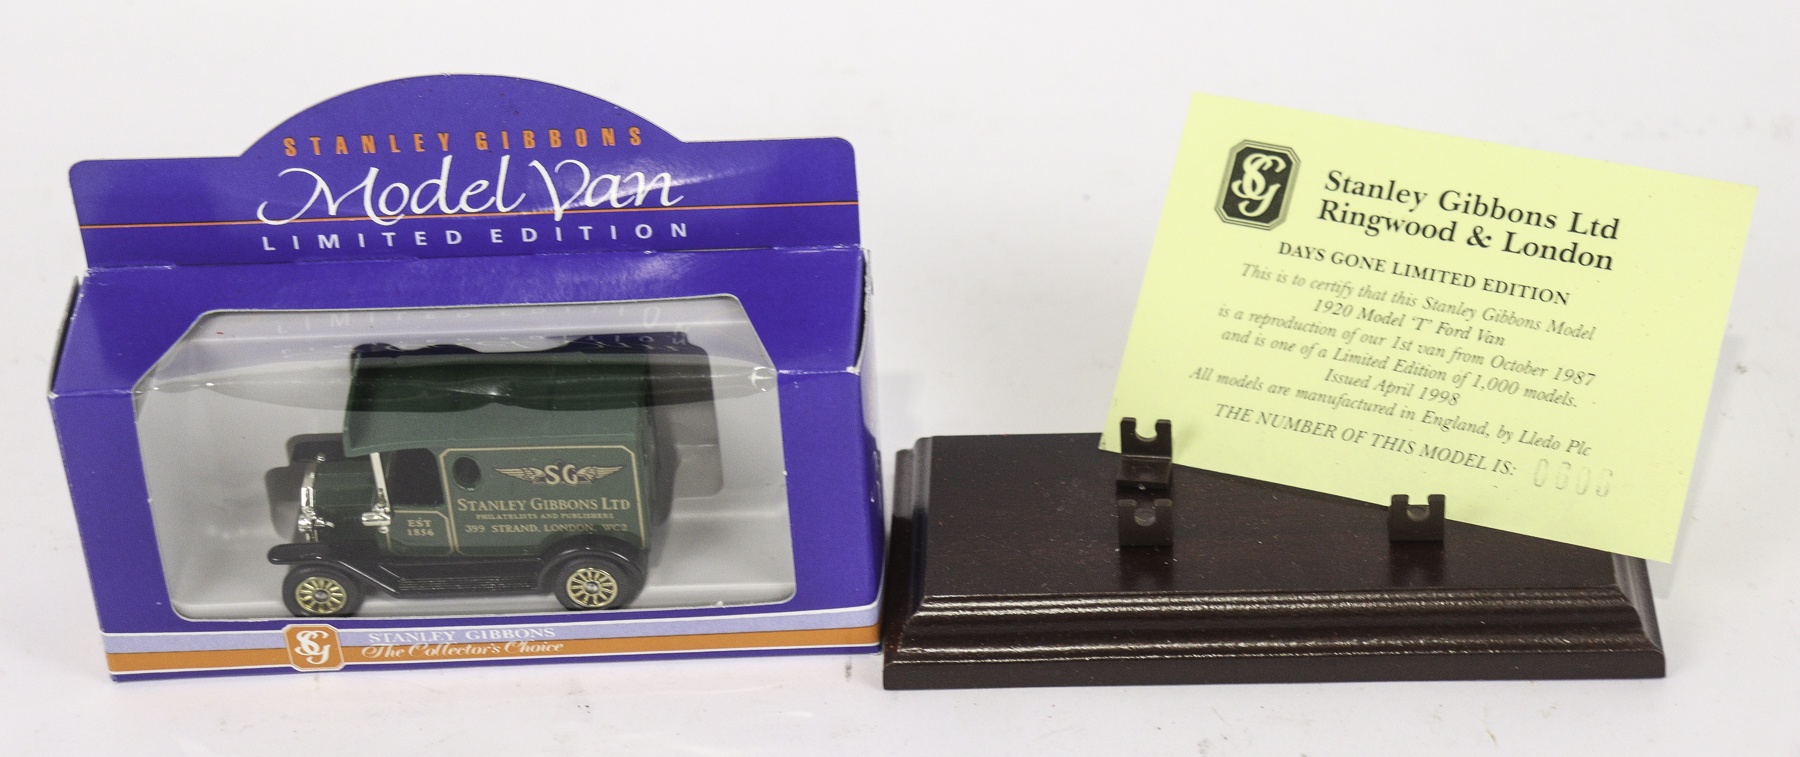 STANLEY GIBBONS
Model Van
LIMITED EDITION
S.G
STANLEY GIBBONS LTD
PHILATELISTS AND PUBLISHERS
399 STRAND, LONDON, WC2
EST
1856
SG
STANLEY GIBBONS
The Collector's Choice
SG
Stanley Gibbons Ltd
Ringwood & London
DAYS GONE LIMITED EDITION
This is to certify that this Stanley Gibbons Model
1920 Model 'T' Ford Van
is a reproduction of our 1st van from October 1987
and is one of a Limited Edition of 1,000 models.
Issued April 1998
All models are manufactured in England, by Lledo Plc
THE NUMBER OF THIS MODEL IS: